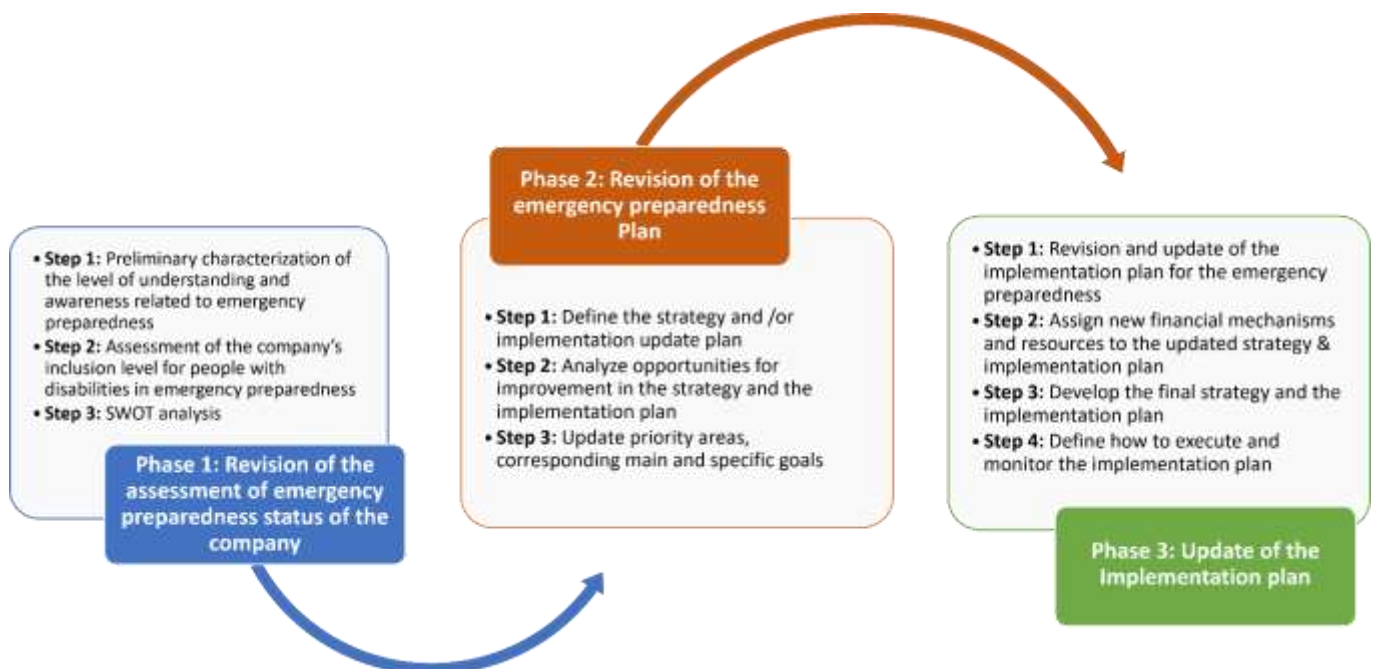 • Step 1: Preliminary characterization of
the level of understanding and
awareness related to emergency
preparedness
• Step 2: Assessment of the company's
inclusion level for people with
disabilities in emergency preparedness
• Step 3: SWOT analysis
Phase 1: Revision of the
assessment of emergency
preparedness status of the
company
Phase 2: Revision of the
emergency preparedness
Plan
• Step 1: Define the strategy and /or
implementation update plan
• Step 2: Analyze opportunities for
improvement in the strategy and the
implementation plan
• Step 3: Update priority areas,
corresponding main and specific goals
• Step 1: Revision and update of the
implementation plan for the emergency
preparedness
• Step 2: Assign new financial mechanisms
and resources to the updated strategy &
implementation plan
• Step 3: Develop the final strategy and the
implementation plan
• Step 4: Define how to execute and
monitor the implementation plan
Phase 3: Update of the
Implementation plan